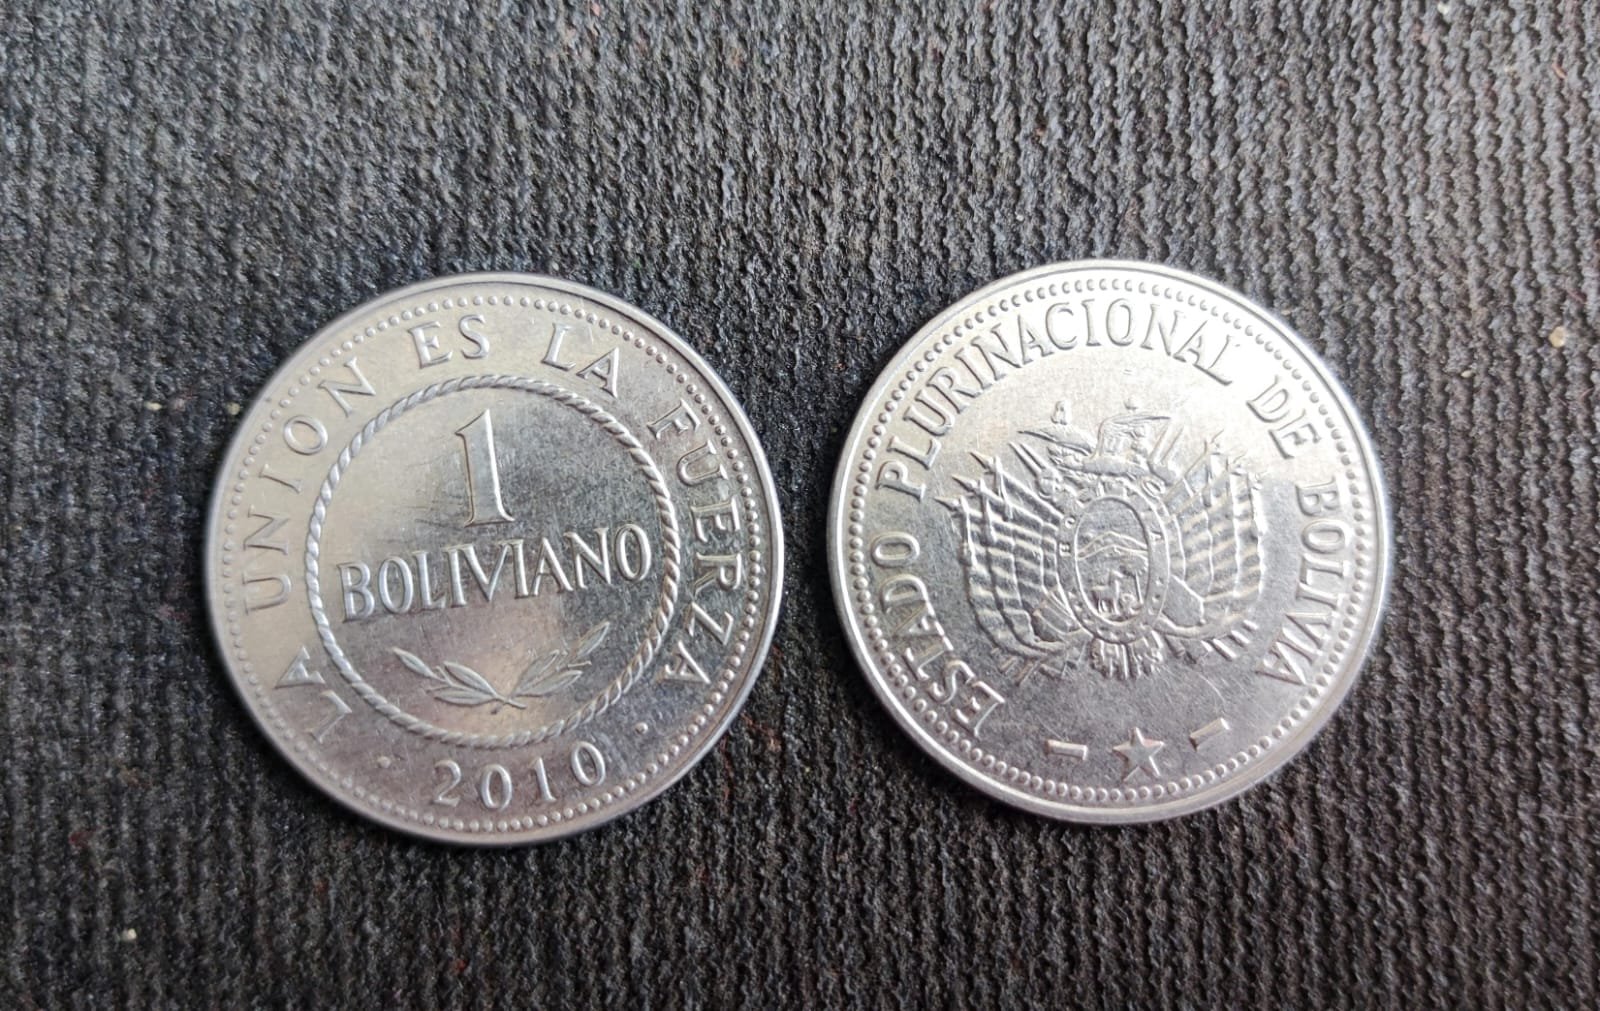 LA UNION ES LA FUERZA
1
BOLIVIANO
· 2010 ·
ESTADO PLURINACIONAL DE BOLIVIA